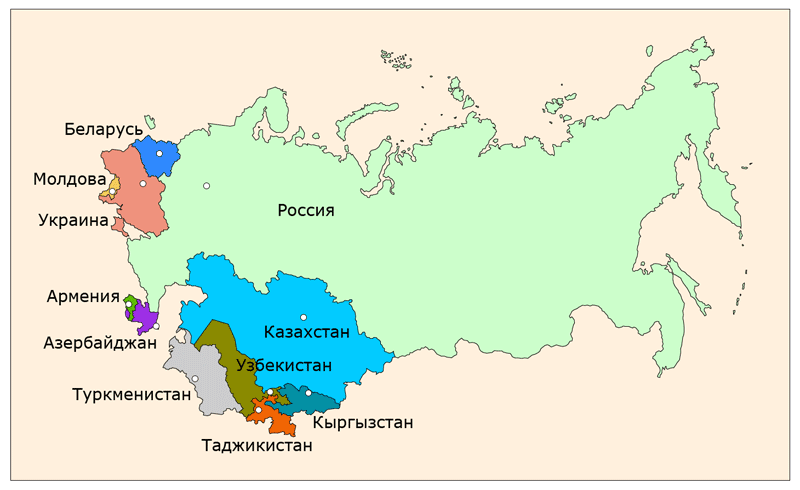 Беларусь
Молдова
Россия
Украина
Армения
Казахстан
Азербайджан
Узбекистан
Туркменистан
Кыргызстан
Таджикистан